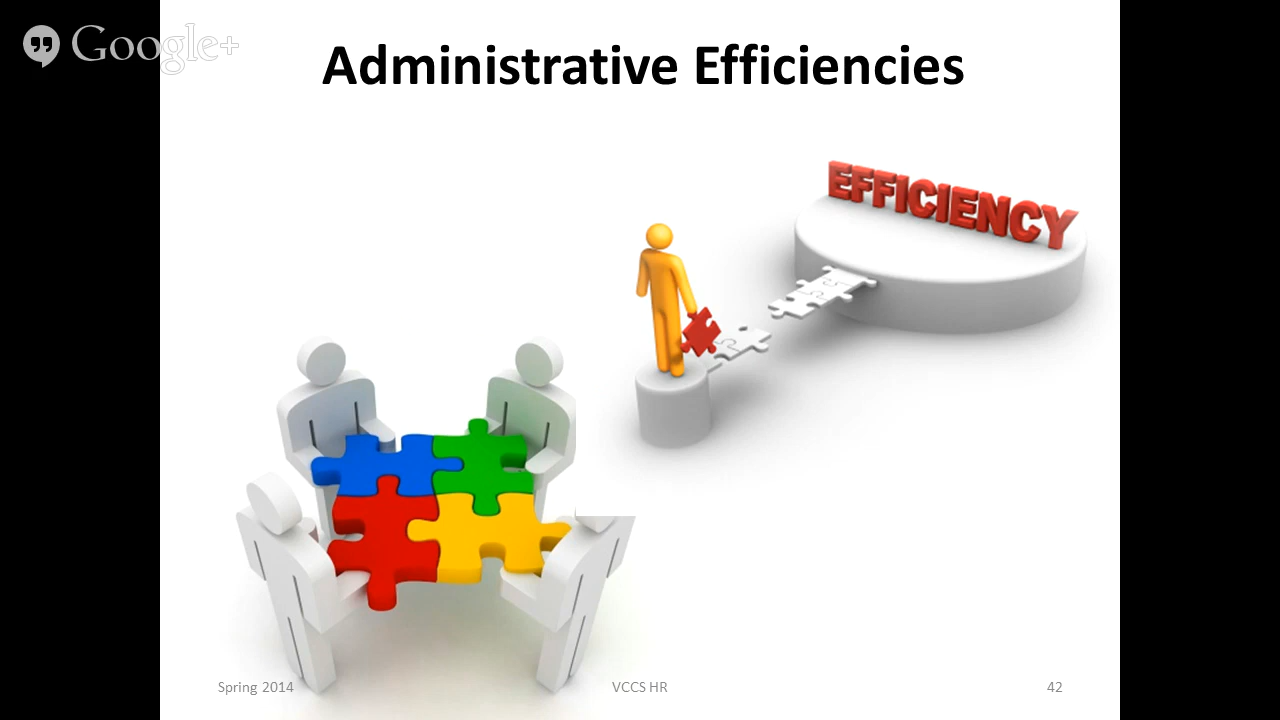 Google+
Administrative Efficiencies
EFFICIENCY
Spring 2014
VCCS HR
42